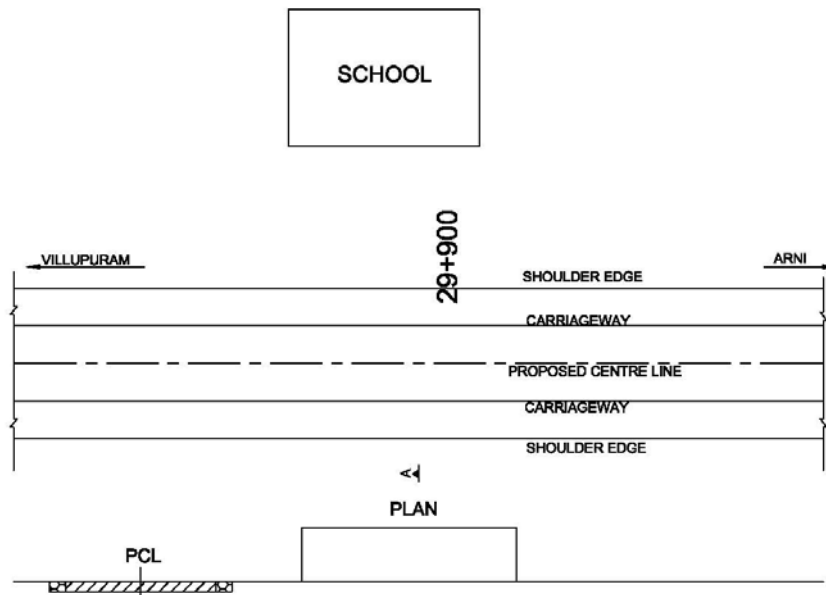 SCHOOL
29+900
VILLUPURAM
ARNI
SHOULDER EDGE
CARRIAGEWAY
PROPOSED CENTRE LINE
CARRIAGEWAY
SHOULDER EDGE
A
PLAN
PCL